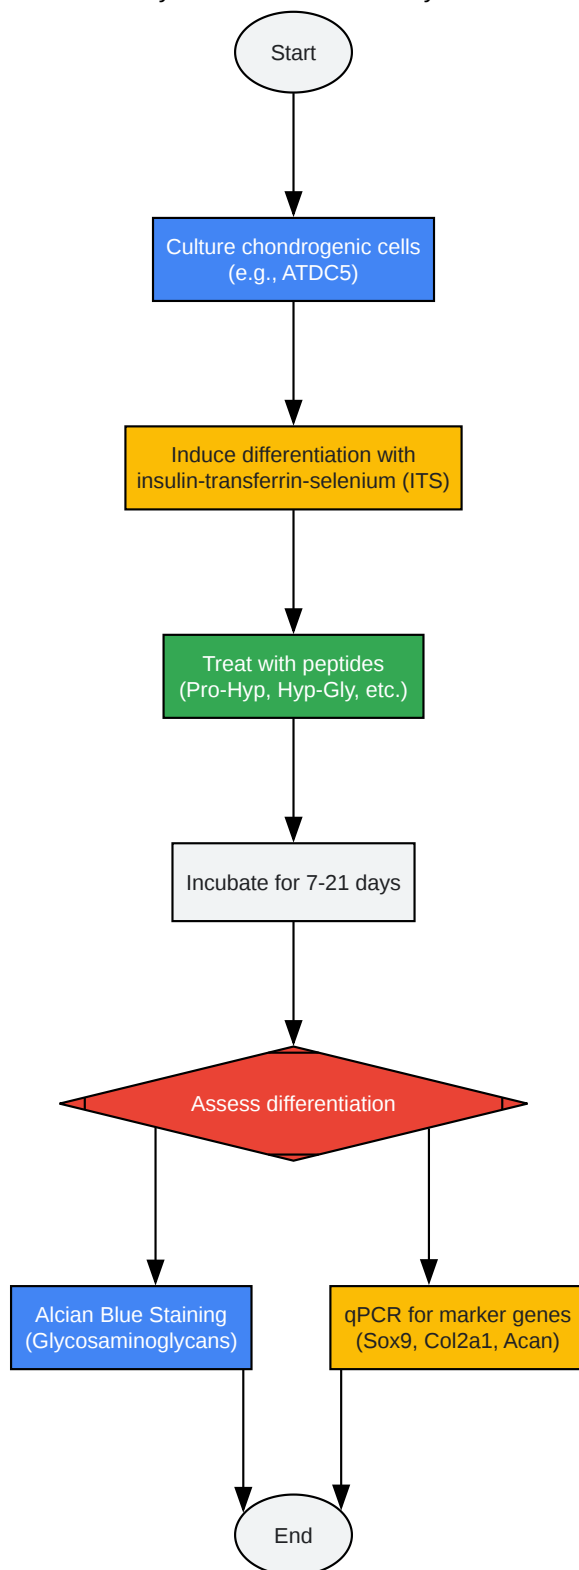 Start
Culture chondrogenic cells
(e.g., ATDC5)
Induce differentiation with
insulin-transferrin-selenium (ITS)
Treat with peptides
(Pro-Hyp, Hyp-Gly, etc.)
Incubate for 7-21 days
Assess differentiation
Alcian Blue Staining
(Glycosaminoglycans)
qPCR for marker genes
(Sox9, Col2a1, Acan)
End